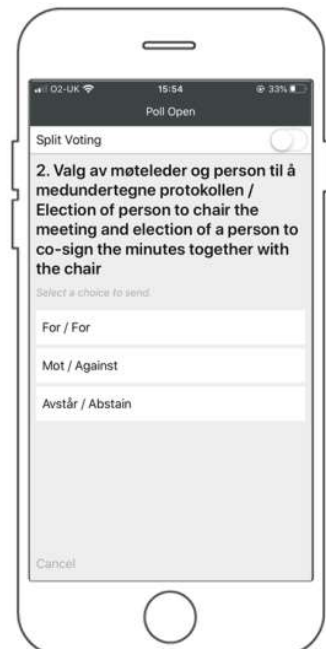 O2-UK 15:54 33%
Poll Open
Split Voting
2. Valg av møteleder og person til å
medundertegne protokollen /
Election of person to chair the
meeting and election of a person to
co-sign the minutes together with
the chair
Select a choice to send.
For / For
Mot / Against
Avstår / Abstain
Cancel